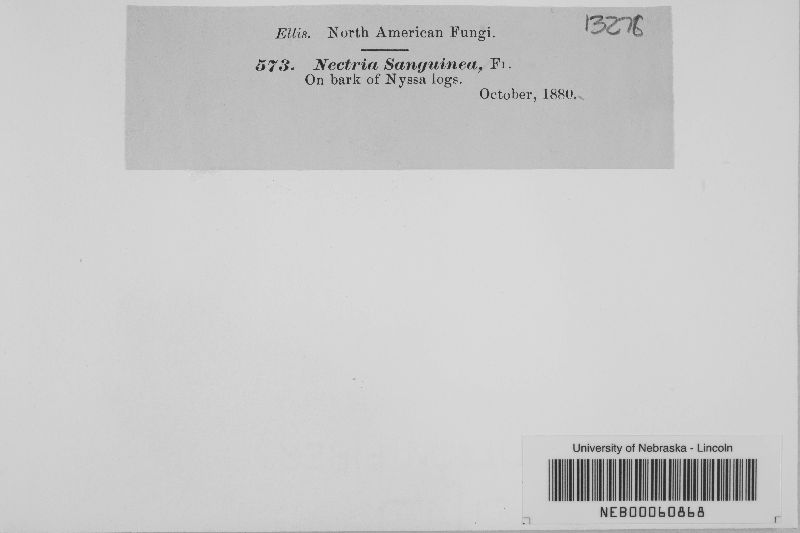 Ellis. North American Fungi.
13276
573. Nectria Sanguinea, Fr.
On bark of Nyssa logs.
October, 1880.
University of Nebraska - Lincoln
NEB00060868